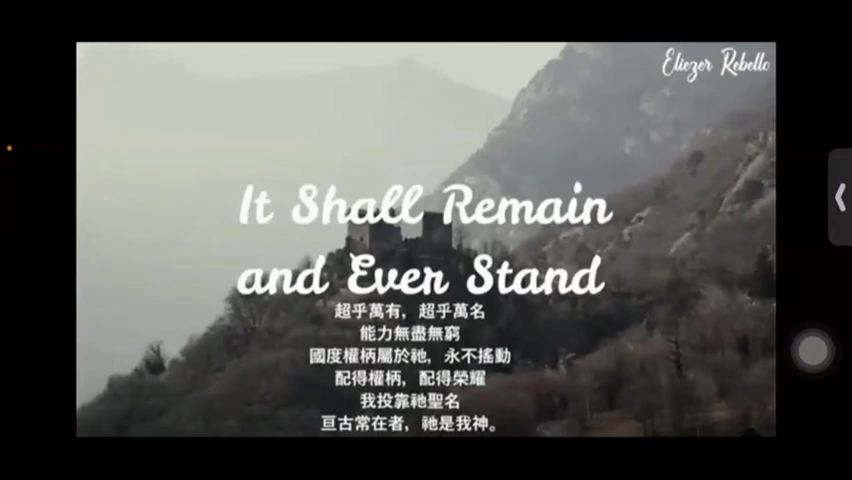 Eliezer Rebello
It Shall Remain
and Ever Stand
超乎萬有，超乎萬名
能力無盡無窮
國度權柄屬於祂，永不搖動
配得權柄，配得榮耀
我投靠祂聖名
亘古常在者，祂是我神。